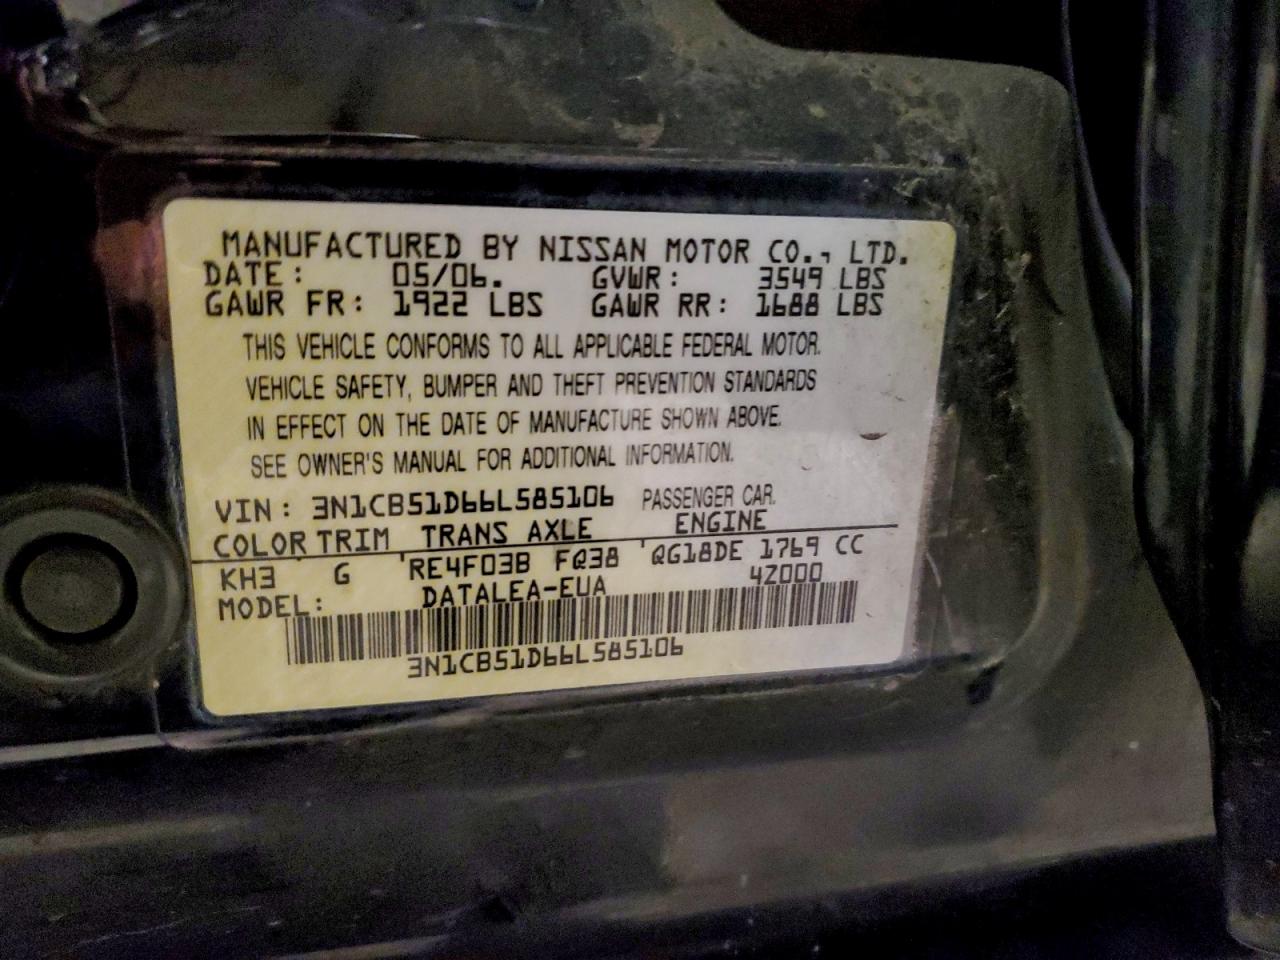 MANUFACTURED BY NISSAN MOTOR CO., LTD.
DATE: 05/06. GVWR: 3549 LBS
GAWR FR: 1922 LBS GAWR RR: 1688 LBS
THIS VEHICLE CONFORMS TO ALL APPLICABLE FEDERAL MOTOR.
VEHICLE SAFETY, BUMPER AND THEFT PREVENTION STANDARDS
IN EFFECT ON THE DATE OF MANUFACTURE SHOWN ABOVE.
SEE OWNER'S MANUAL FOR ADDITIONAL INFORMATION.
VIN: 3N1CB51D66L585106 PASSENGER CAR.
COLOR TRIM TRANS AXLE ENGINE
KH3 G RE4F03B FQ38 QG18DE 1769 CC
MODEL: DATALEA-EUA 4Z000
3N1CB51D66L585106